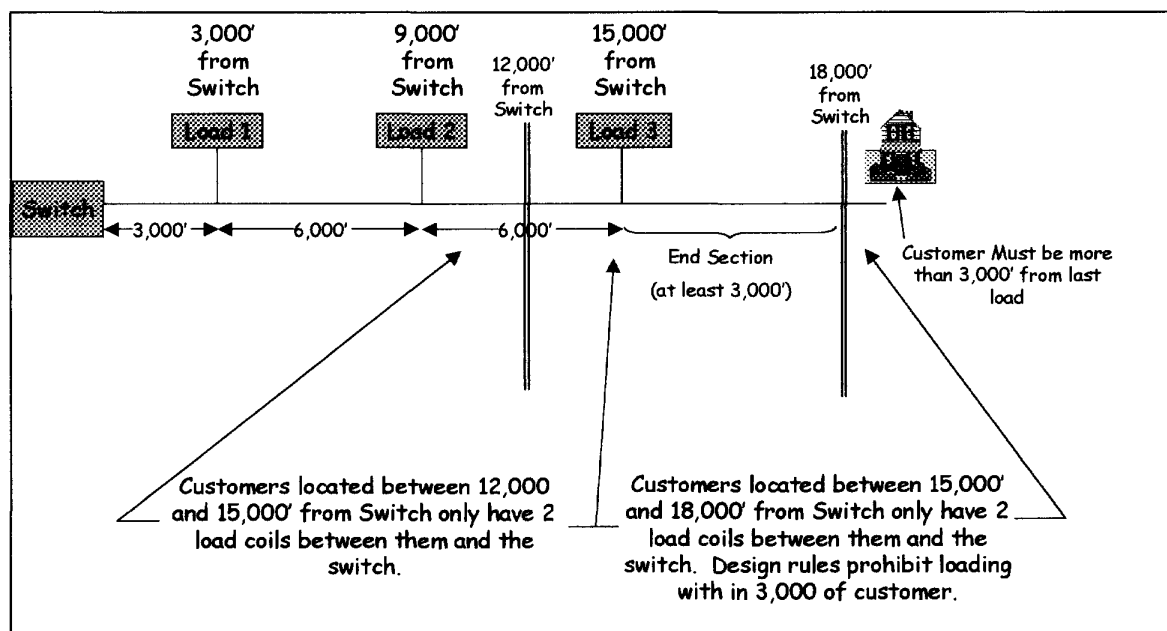 3,000'
from
Switch
9,000'
from
Switch
12,000'
from
Switch
15,000'
from
Switch
18,000'
from
Switch
Load 1
Load 2
Load 3
Switch
3,000'
6,000'
6,000'
End Section
(at least 3,000')
Customer Must be more
than 3,000' from last
load
Customers located between 12,000
and 15,000' from Switch only have 2
load coils between them and the
switch.
Customers located between 15,000'
and 18,000' from Switch only have 2
load coils between them and the
switch. Design rules prohibit loading
with in 3,000 of customer.